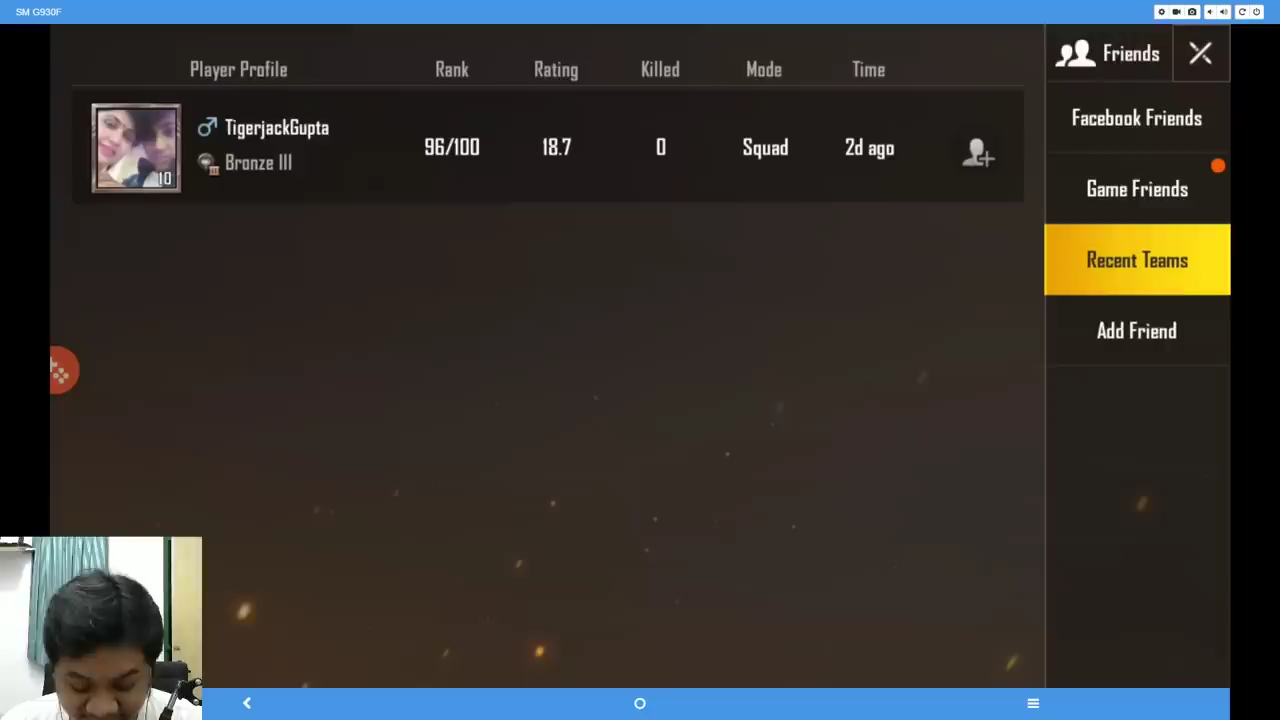 SM G930F
Player Profile Rank Rating Killed Mode Time
TigerjackGupta
Bronze III
10
96/100 18.7 0 Squad 2d ago
Friends
Facebook Friends
Game Friends
Recent Teams
Add Friend